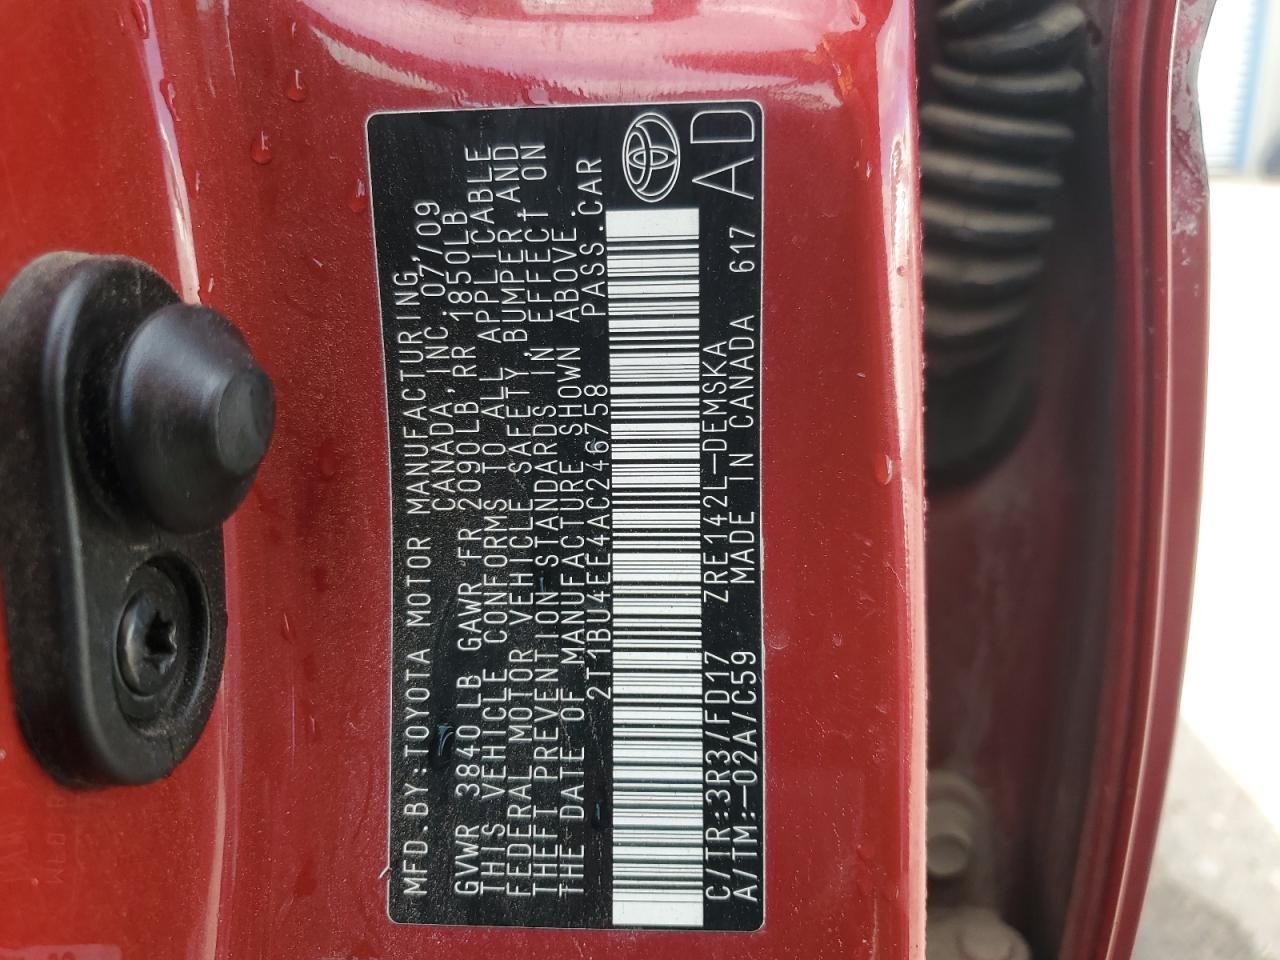 MFD.BY:TOYOTA MOTOR MANUFACTURING,
CANADA, INC. 07/09
GVWR 3840LB GAWR FR 2090LB, RR 1850LB
THIS VEHICLE CONFORMS TO ALL APPLICABLE
FEDERAL MOTOR VEHICLE SAFETY, BUMPER, AND
THEFT PREVENTION STANDARDS IN EFFECT ON
THE DATE OF MANUFACTURE SHOWN ABOVE.
2T1BU4EE4AC246758 PASS.CAR
C/TR:3R3/FD17 ZRE142L-DEMSKA 617
A/TM:-02A/C59 MADE IN CANADA
AD